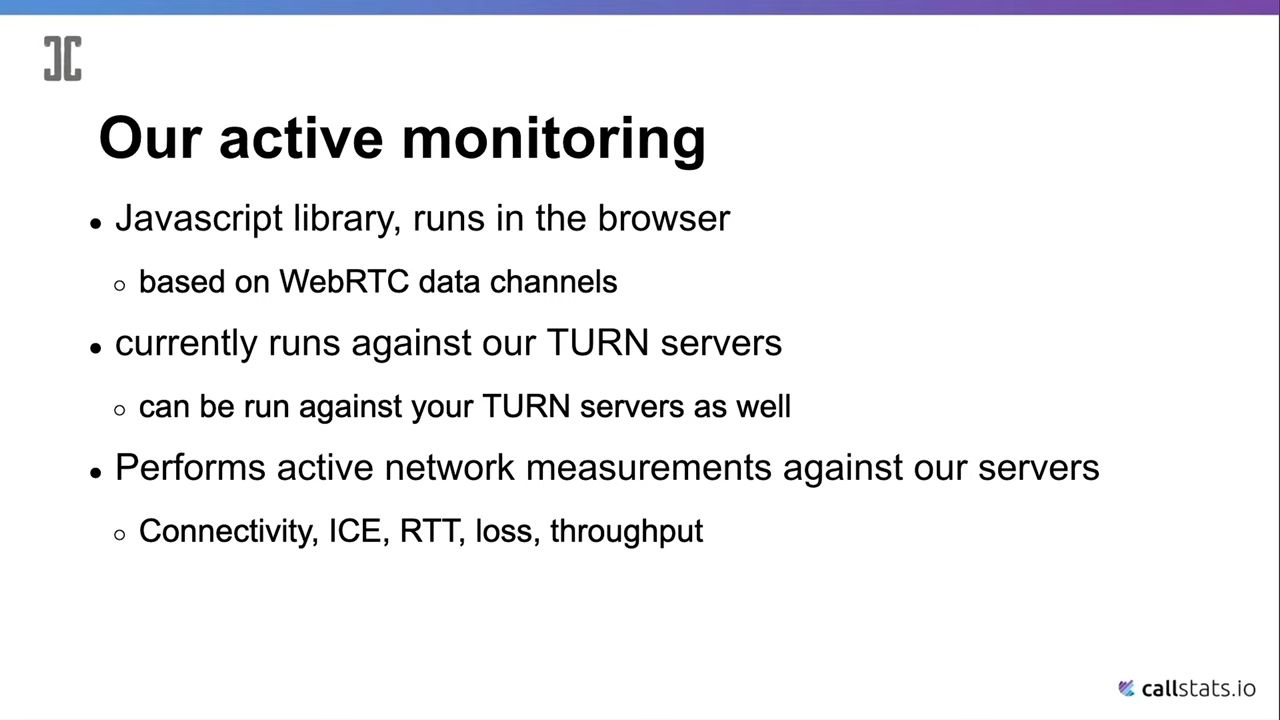 Our active monitoring
Javascript library, runs in the browser
based on WebRTC data channels
currently runs against our TURN servers
can be run against your TURN servers as well
Performs active network measurements against our servers
Connectivity, ICE, RTT, loss, throughput
callstats.io